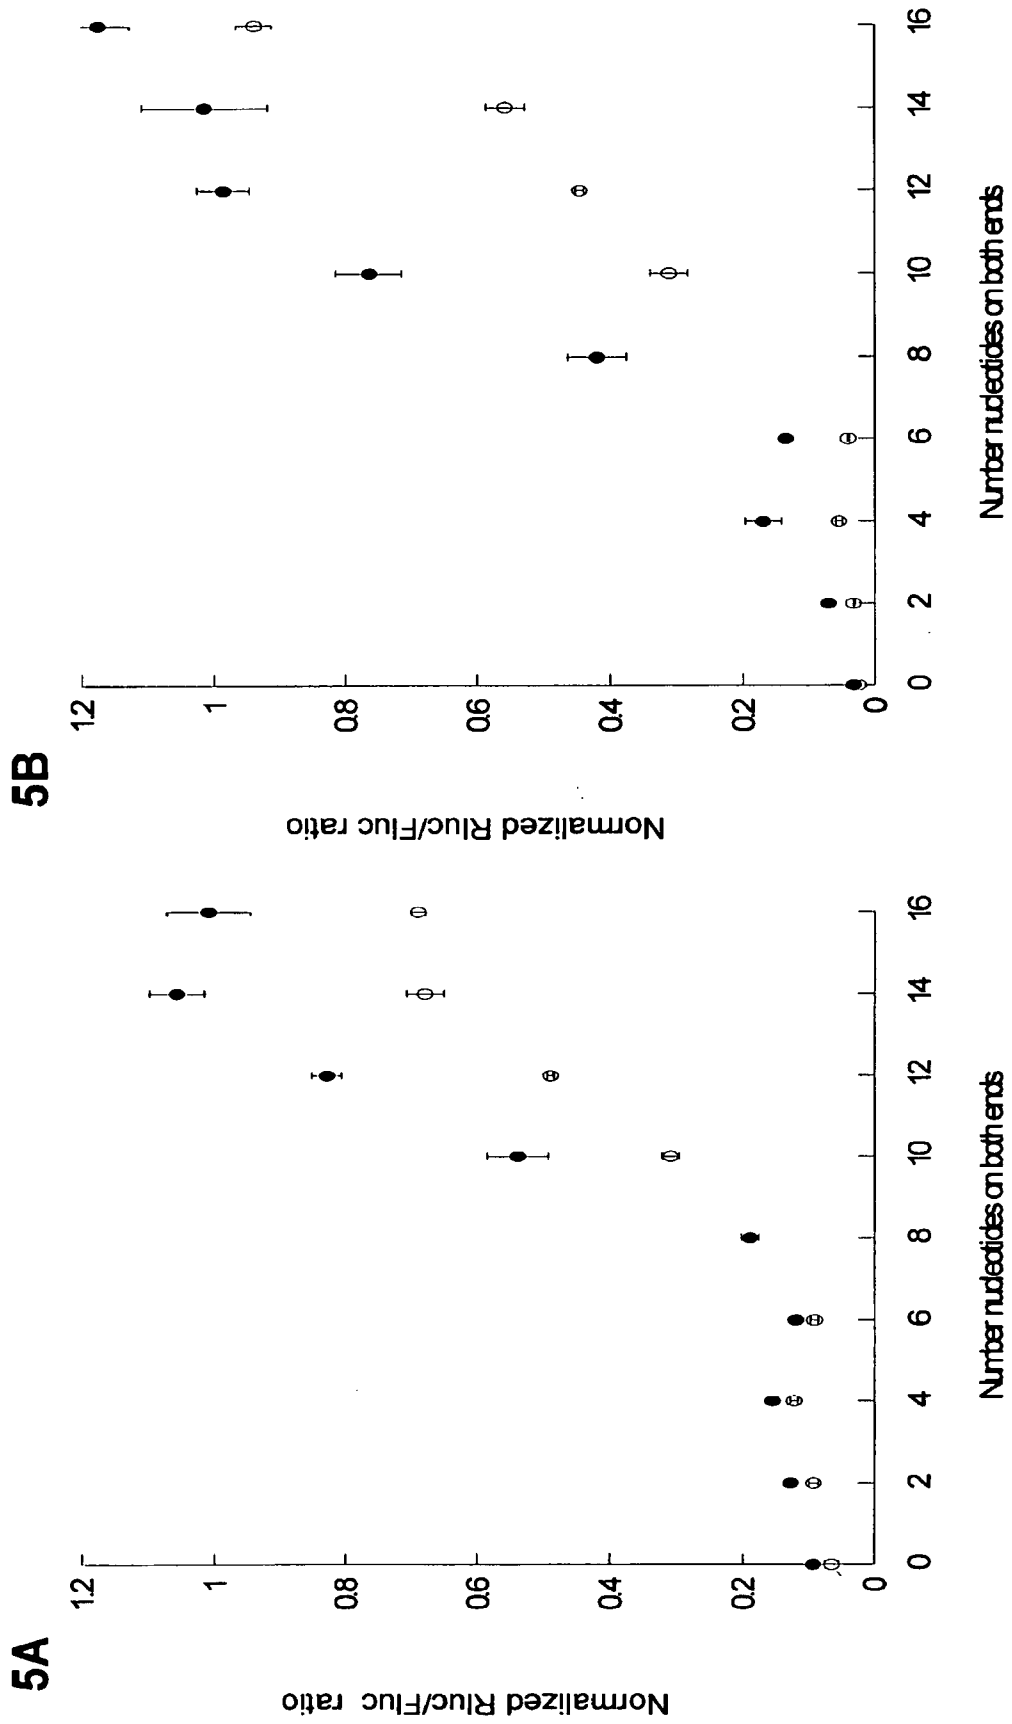 5A
Normalized Rluc/Fluc ratio
1.2
1
0.8
0.6
0.4
0.2
0
0 2 4 6 8 10 12 14 16
Number nucleotides on both ends
5B
Normalized Rluc/Fluc ratio
1.2
1
0.8
0.6
0.4
0.2
0
0 2 4 6 8 10 12 14 16
Number nucleotides on both ends